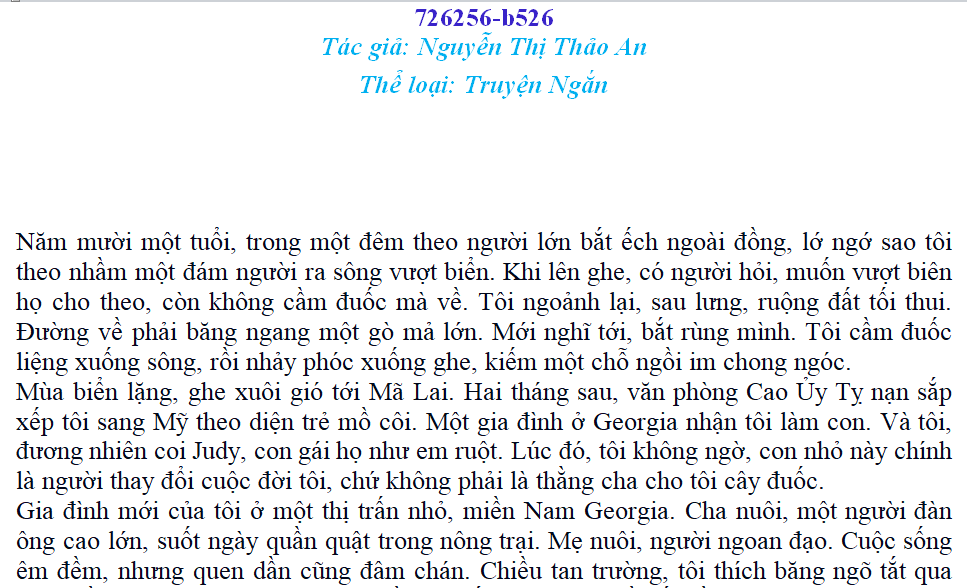 726256-b526
Tác giả: Nguyễn Thị Thảo An
Thể loại: Truyện Ngắn
Năm mười một tuổi, trong một đêm theo người lớn bắt ếch ngoài đồng, lớ ngớ sao tôi
theo nhầm một đám người ra sông vượt biển. Khi lên ghe, có người hỏi, muốn vượt biên
họ cho theo, còn không cầm đuốc mà về. Tôi ngoảnh lại, sau lưng, ruộng đất tối thui.
Đường về phải băng ngang một gò mả lớn. Mới nghĩ tới, bắt rùng mình. Tôi cầm đuốc
liệng xuống sông, rồi nhảy phóc xuống ghe, kiếm một chỗ ngồi im chong ngóc.
Mùa biển lặng, ghe xuôi gió tới Mã Lai. Hai tháng sau, văn phòng Cao Ủy Tỵ nạn sắp
xếp tôi sang Mỹ theo diện trẻ mồ côi. Một gia đình ở Georgia nhận tôi làm con. Và tôi,
đương nhiên coi Judy, con gái họ như em ruột. Lúc đó, tôi không ngờ, con nhỏ này chính
là người thay đổi cuộc đời tôi, chứ không phải là thằng cha cho tôi cây đuốc.
Gia đình mới của tôi ở một thị trấn nhỏ, miền Nam Georgia. Cha nuôi, một người đàn
ông cao lớn, suốt ngày quần quật trong nông trại. Mẹ nuôi, người ngoan đạo. Cuộc sống
êm đềm, nhưng quen dần cũng đâm chán. Chiều tan trường, tôi thích băng ngõ tắt qua